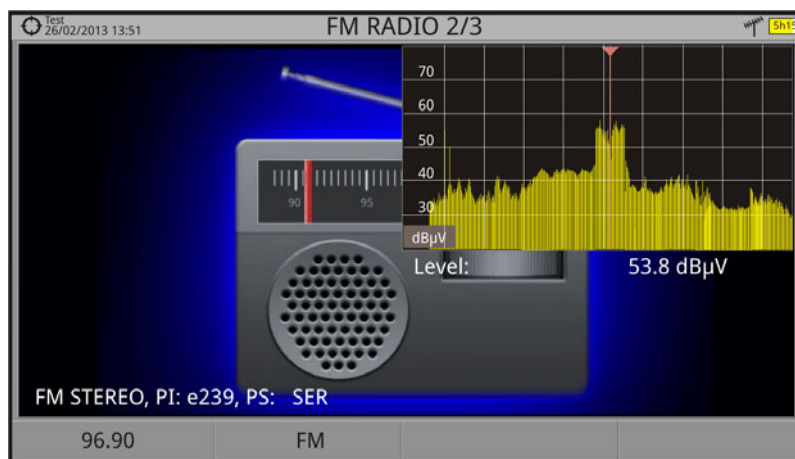 Test
26/02/2013 13:51
FM RADIO 2/3
5h15
70
60
50
40
30
dBµV
90 95
Level: 53.8 dBµV
FM STEREO, PI: e239, PS: SER
96.90 FM